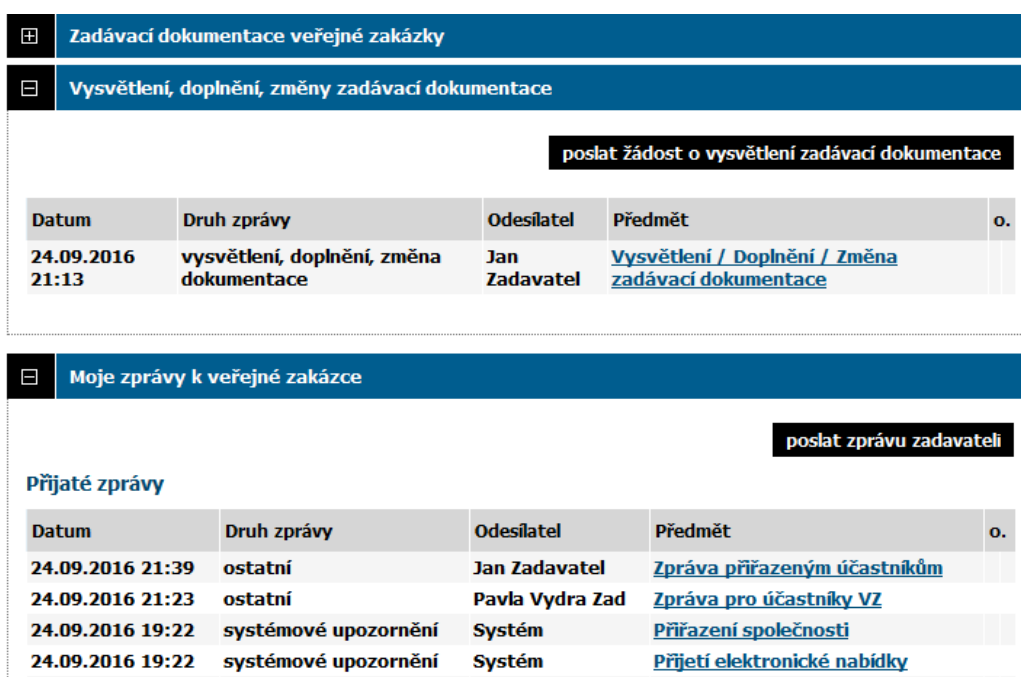 Zadávací dokumentace veřejné zakázky
Vysvětlení, doplnění, změny zadávací dokumentace
poslat žádost o vysvětlení zadávací dokumentace
Datum Druh zprávy Odesílatel Předmět o.
24.09.2016 21:13 vysvětlení, doplnění, změna dokumentace Jan Zadavatel Vysvětlení / Doplnění / Změna zadávací dokumentace
Moje zprávy k veřejné zakázce
poslat zprávu zadavateli
Přijaté zprávy
Datum Druh zprávy Odesílatel Předmět o.
24.09.2016 21:39 ostatní Jan Zadavatel Zpráva přiřazeným účastníkům
24.09.2016 21:23 ostatní Pavla Vydra Zad Zpráva pro účastníky VZ
24.09.2016 19:22 systémové upozornění Systém Přiřazení společnosti
24.09.2016 19:22 systémové upozornění Systém Přijetí elektronické nabídky